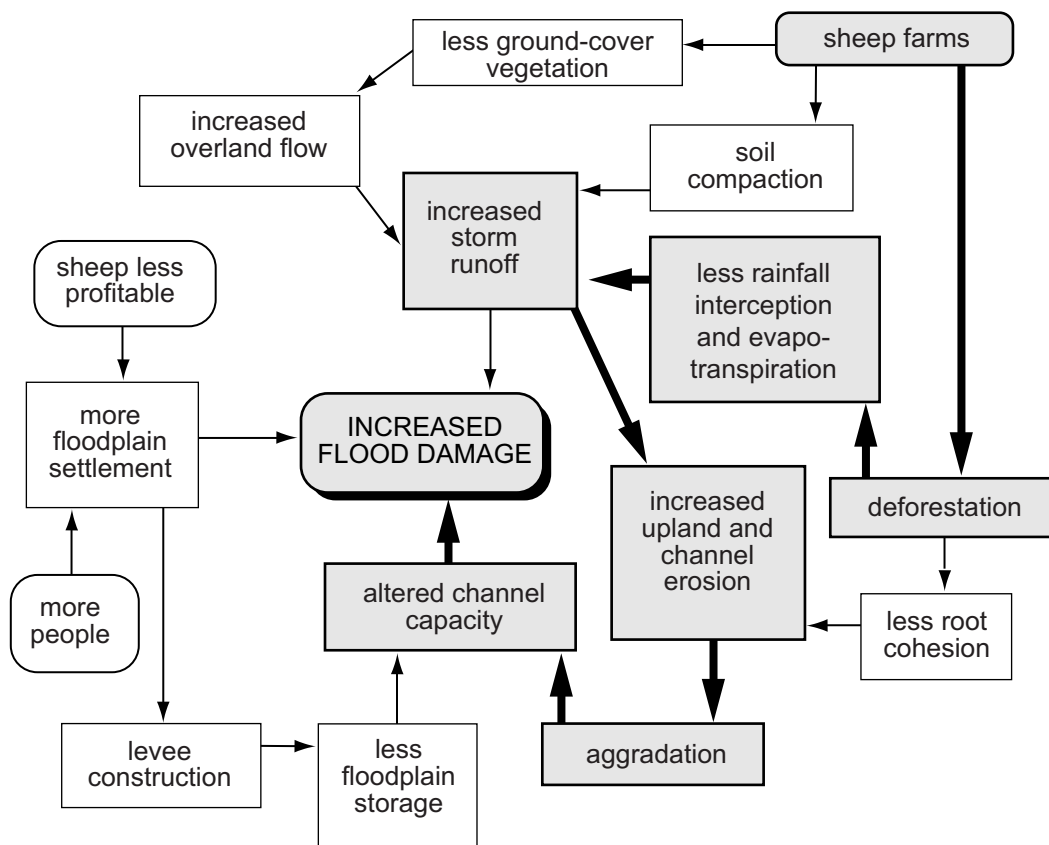 less ground-cover
vegetation
sheep farms
increased
overland flow
soil
compaction
increased
storm
runoff
sheep less
profitable
less rainfall
interception
and evapo-
transpiration
more
floodplain
settlement
INCREASED
FLOOD DAMAGE
increased
upland and
channel
erosion
deforestation
more
people
altered channel
capacity
less root
cohesion
levee
construction
less
floodplain
storage
aggradation